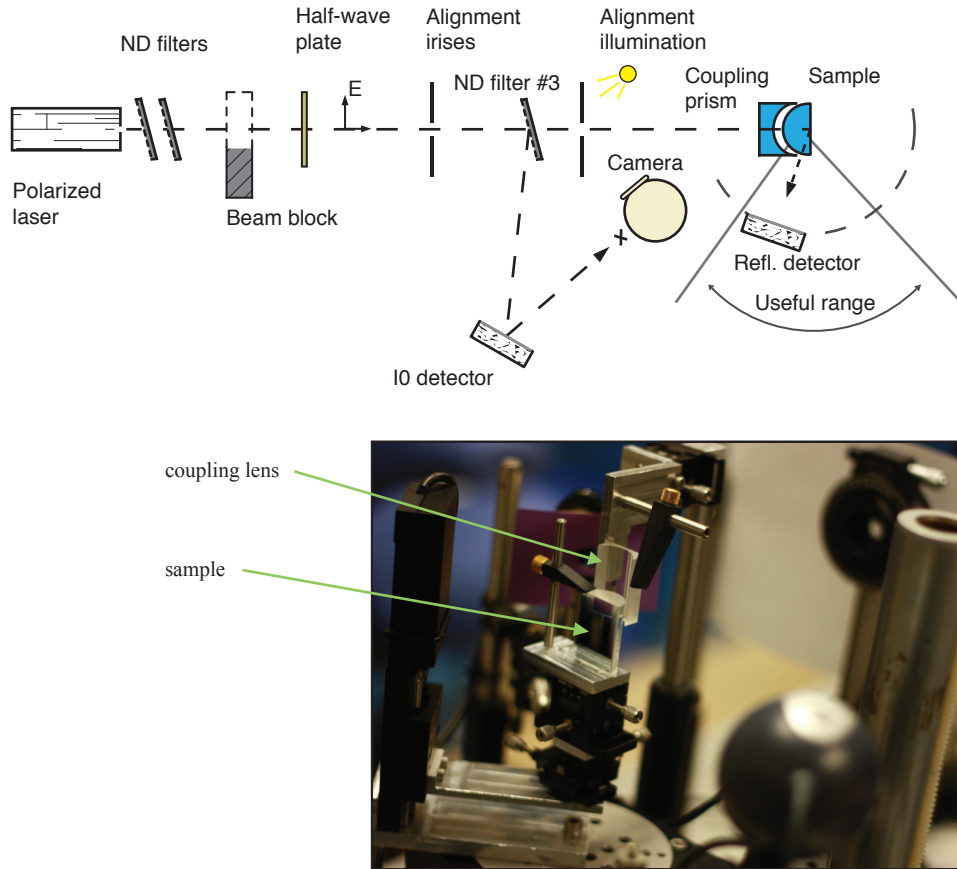 Half-wave
plate
Alignment
irises
Alignment
illumination
ND filters
ND filter #3
Coupling
prism
Sample
E
Camera
Polarized
laser
Beam block
Refl. detector
Useful range
I0 detector
coupling lens
sample